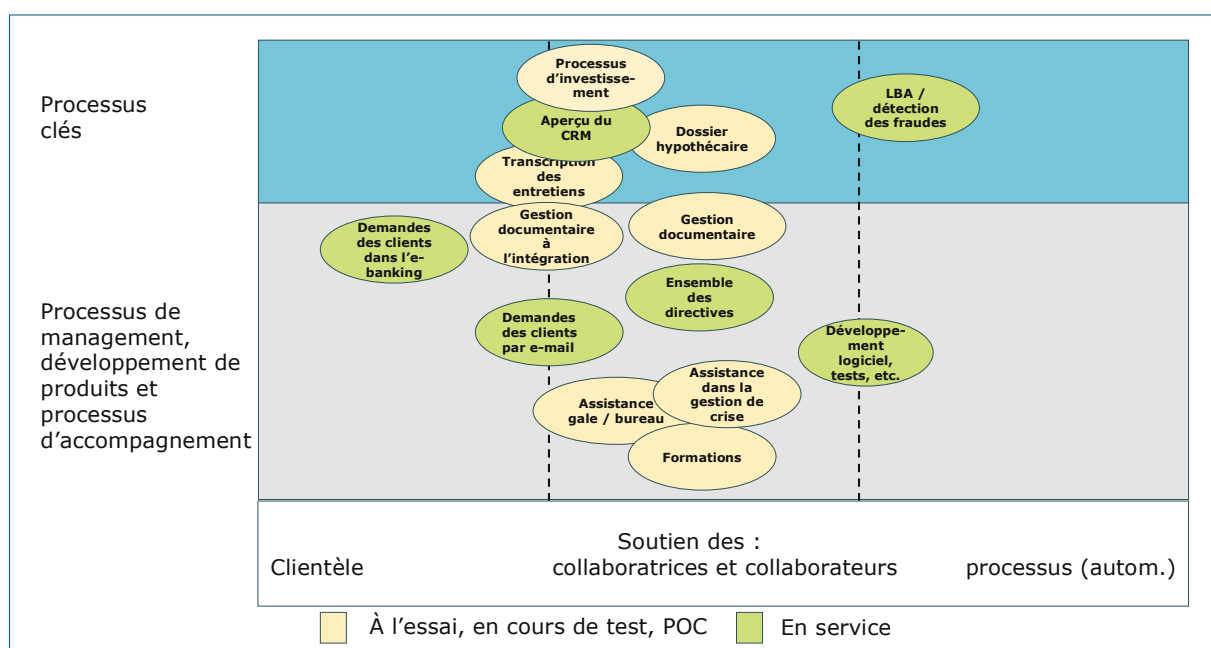 Processus
clés
Processus
d'investisse-
ment
Aperçu du
CRM
Transcription
des
entretiens
Dossier
hypothécaire
LBA /
détection
des fraudes
Processus de
management,
développement de
produits et
processus
d'accompagnement
Demandes
des clients
dans l'e-
banking
Gestion
documentaire
à
l'intégration
Gestion
documentaire
Ensemble
des
directives
Demandes
des clients
par e-mail
Développe-
ment
logiciel,
tests, etc.
Assistance
gale / bureau
Assistance
dans la
gestion de
crise
Formations
Soutien des :
Clientèle
collaboratrices et collaborateurs
processus (autom.)
À l'essai, en cours de test, POC
En service